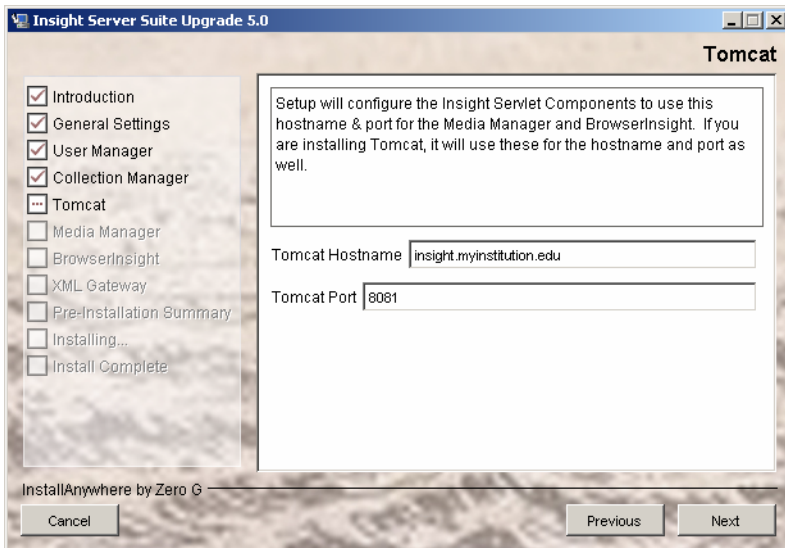 Insight Server Suite Upgrade 5.0
Tomcat
Introduction
General Settings
User Manager
Collection Manager
Tomcat
Media Manager
BrowserInsight
XML Gateway
Pre-Installation Summary
Installing...
Install Complete
Setup will configure the Insight Servlet Components to use this
hostname & port for the Media Manager and BrowserInsight. If you
are installing Tomcat, it will use these for the hostname and port as
well.
Tomcat Hostname insight.myinstitution.edu
Tomcat Port 8081
InstallAnywhere by Zero G
Cancel Previous Next